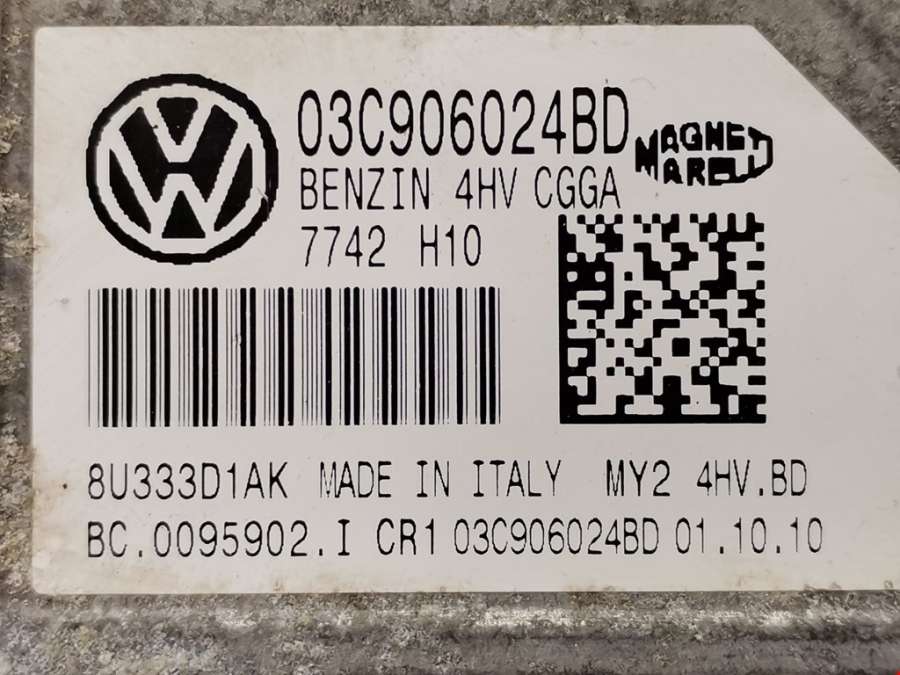 03C906024BD
MAGNETI
MARELLI
BENZIN 4HV CGGA
7742 H10
8U333D1AK MADE IN ITALY MY2 4HV.BD
BC.0095902.I CR1 03C906024BD 01.10.10